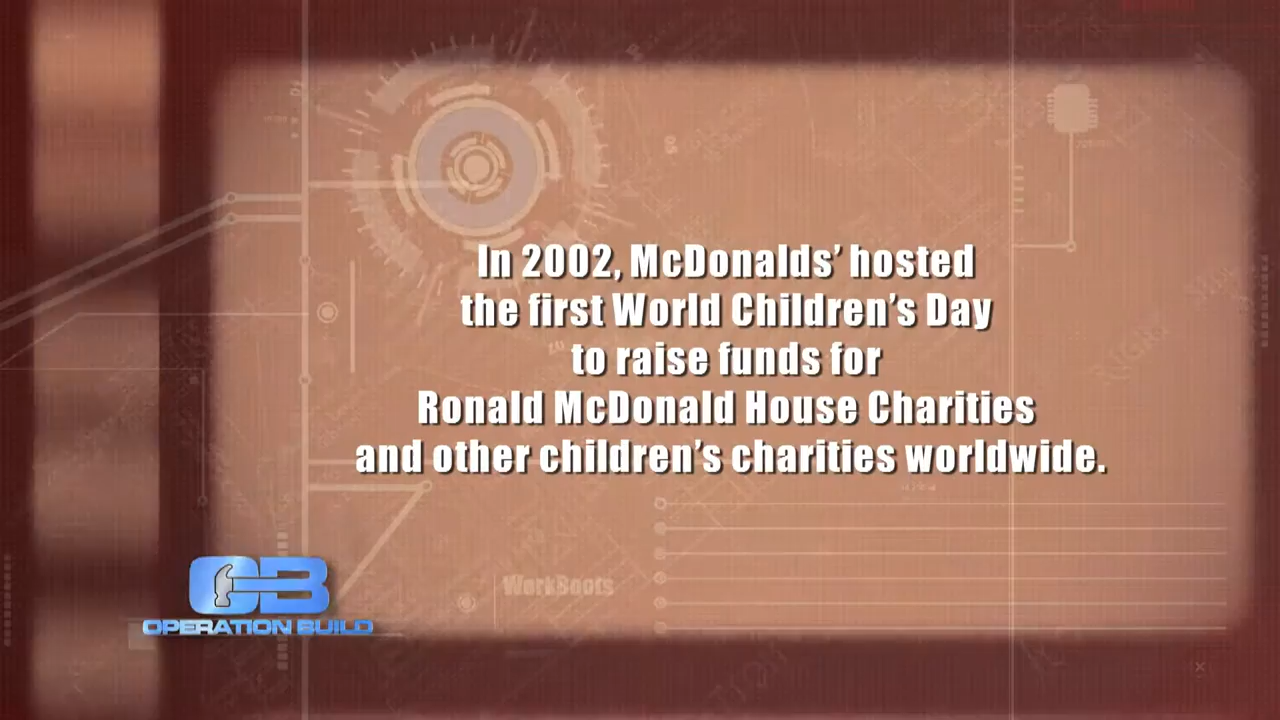 In 2002, McDonalds’ hosted
the first World Children’s Day
to raise funds for
Ronald McDonald House Charities
and other children’s charities worldwide.
WorkBoots
OB
OPERATION BUILD